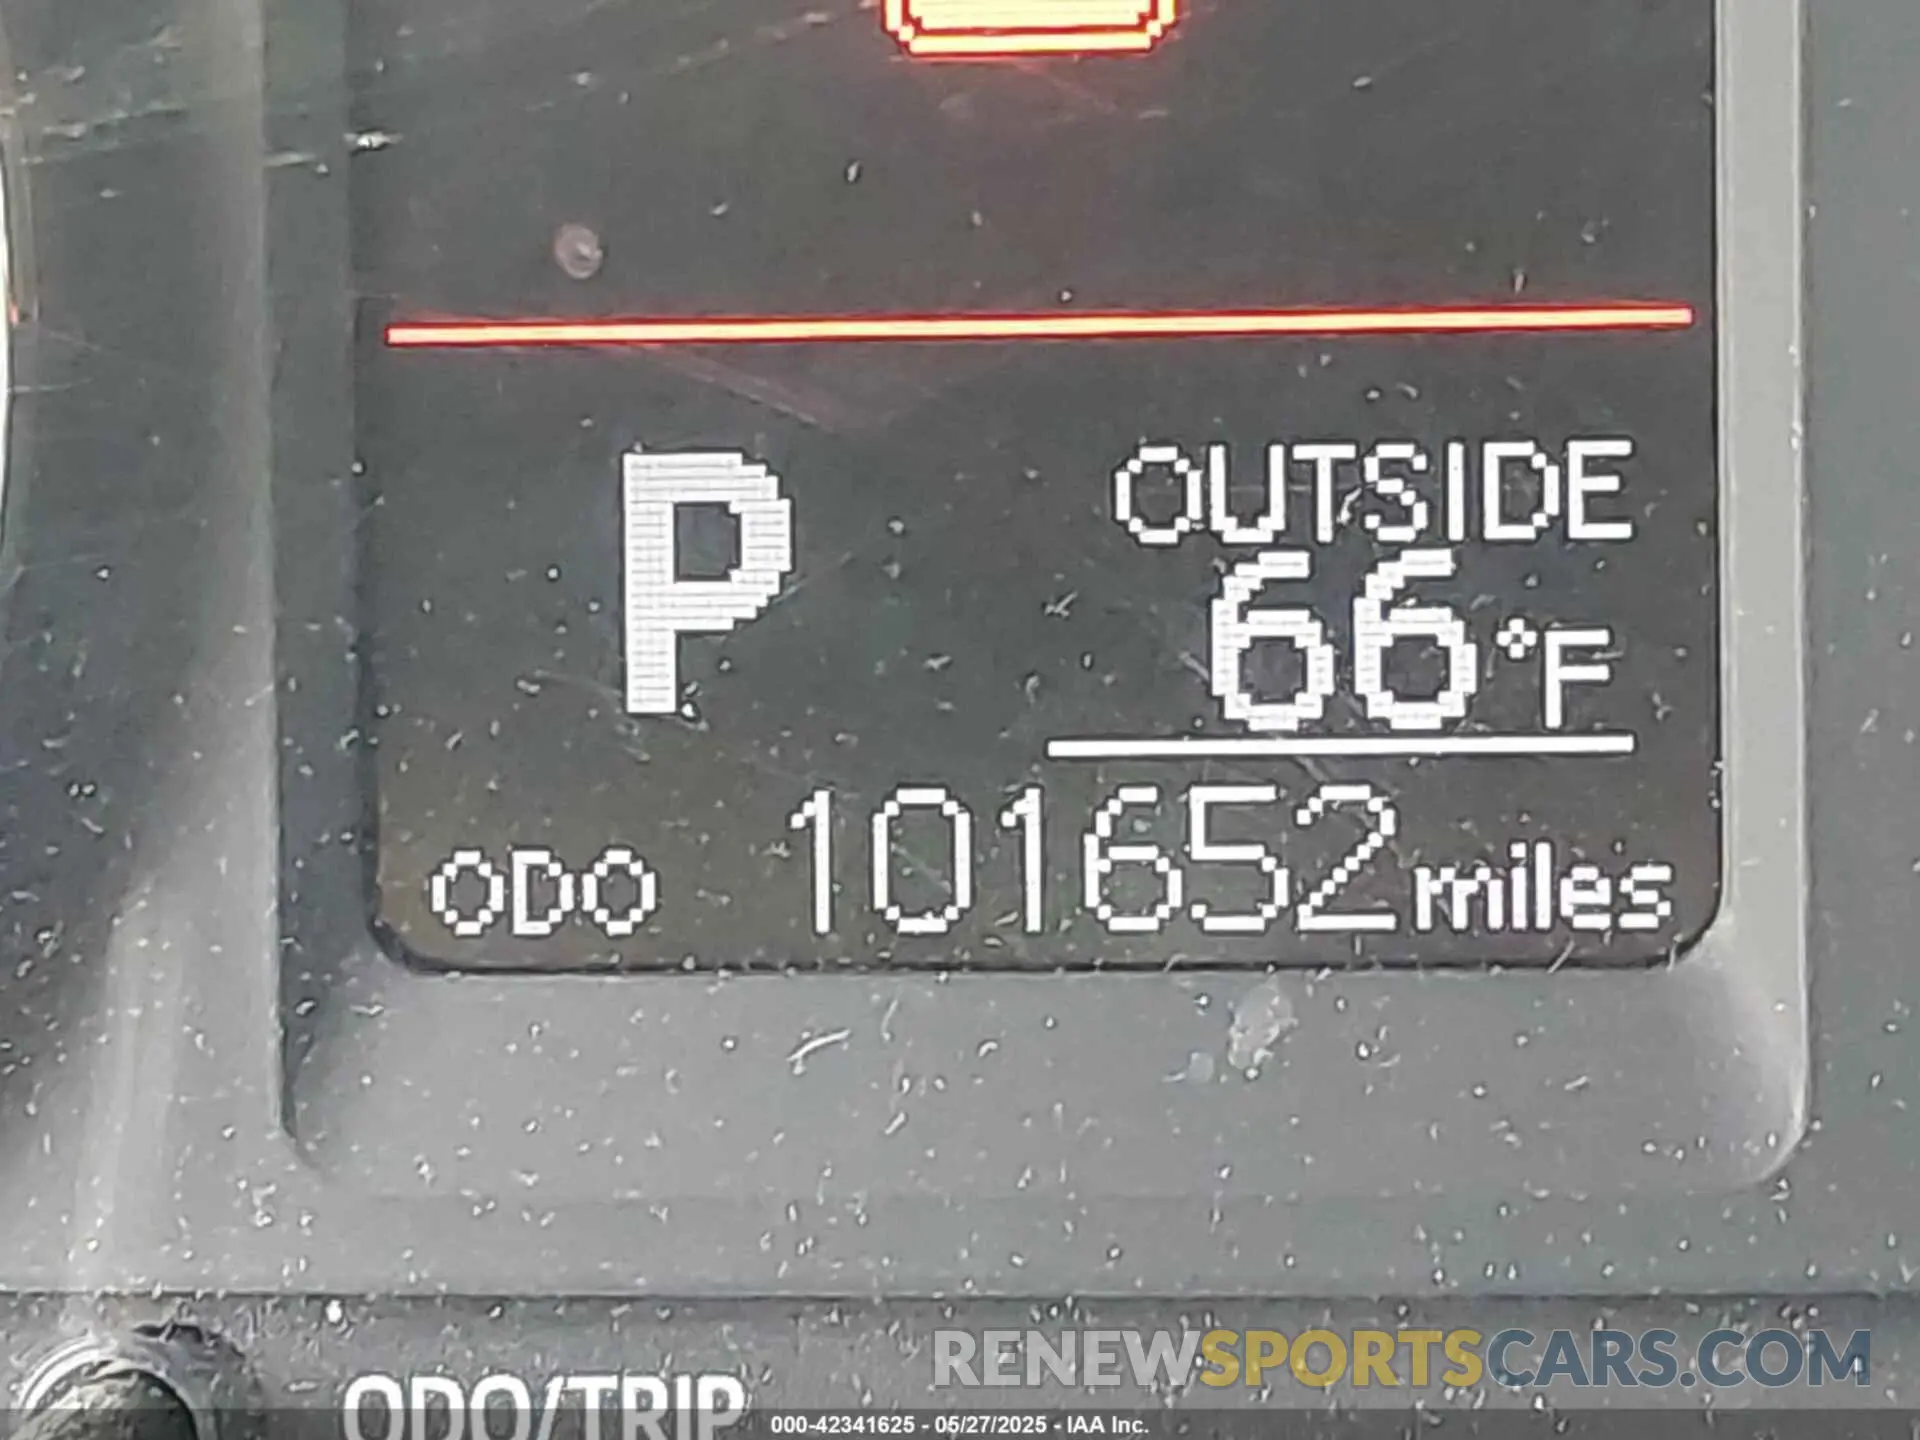 P
OUTSIDE
66°F
ODO 101652 miles
RENEWSPORTSCARS.COM
ODO/TRIP
000-42341625 - 05/27/2025 - IAA Inc.